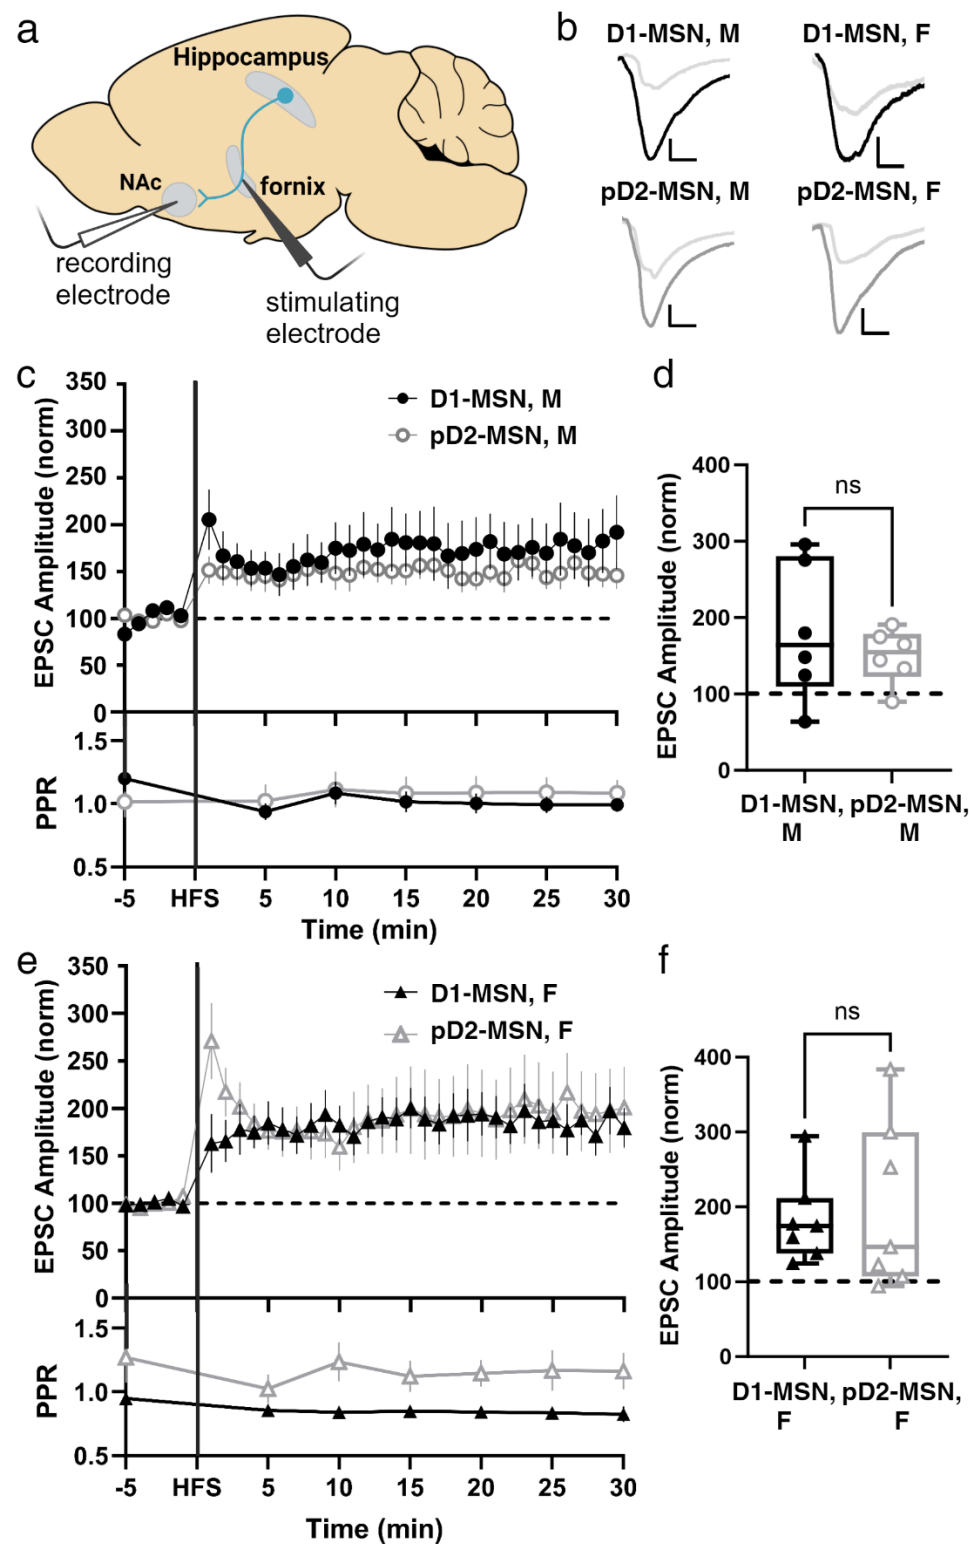 a
Hippocampus
NAc
fornix
recording
electrode
stimulating
electrode
b
D1-MSN, M
D1-MSN, F
pD2-MSN, M
pD2-MSN, F
c
D1-MSN, M
pD2-MSN, M
EPSC Amplitude (norm)
350
300
250
200
150
100
50
0
PPR
1.5
1.0
0.5
-5
HFS
5
10
15
20
25
30
Time (min)
d
EPSC Amplitude (norm)
400
300
200
100
0
ns
D1-MSN, pD2-MSN,
M M
e
D1-MSN, F
pD2-MSN, F
EPSC Amplitude (norm)
350
300
250
200
150
100
50
0
PPR
1.5
1.0
0.5
-5
HFS
5
10
15
20
25
30
Time (min)
f
EPSC Amplitude (norm)
400
300
200
100
0
ns
D1-MSN, pD2-MSN,
F F